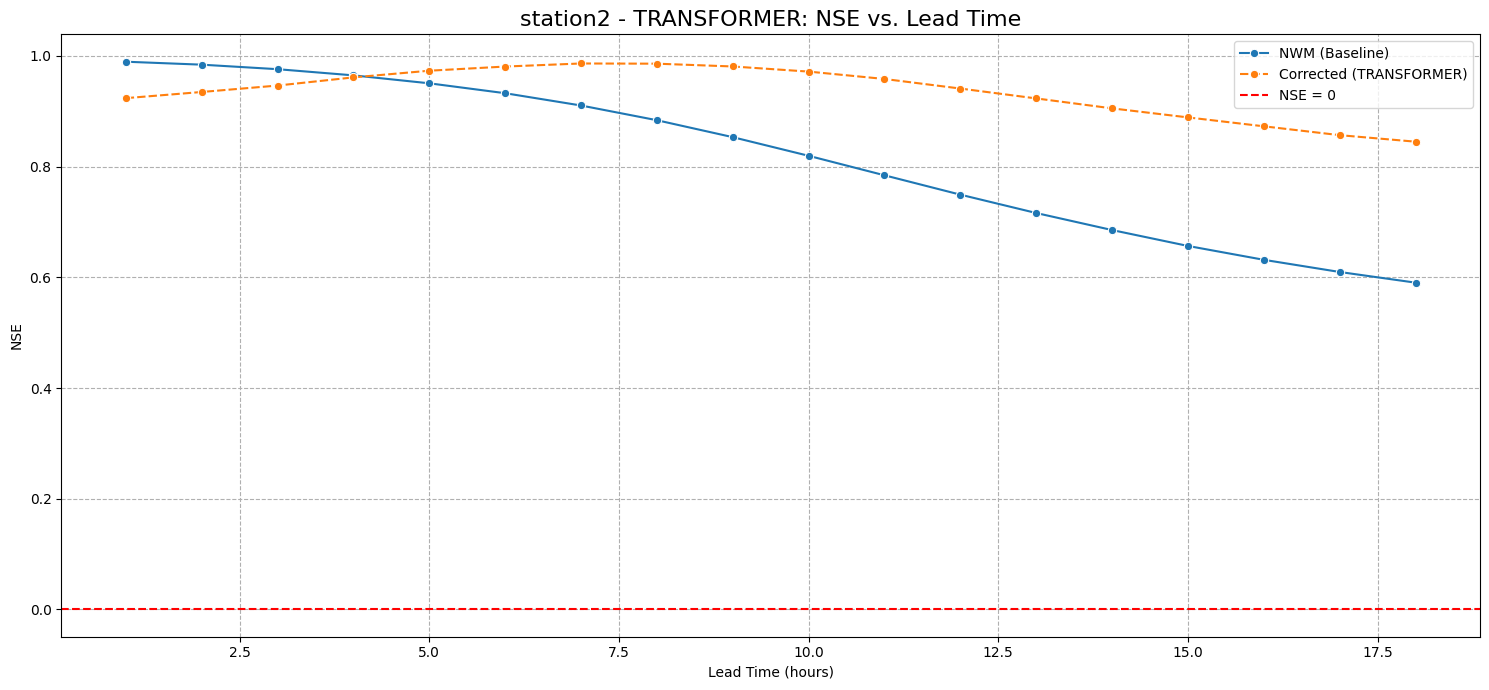 station2 - TRANSFORMER: NSE vs. Lead Time
NWM (Baseline)
Corrected (TRANSFORMER)
NSE = 0
NSE
1.0
0.8
0.6
0.4
0.2
0.0
2.5 5.0 7.5 10.0 12.5 15.0 17.5
Lead Time (hours)